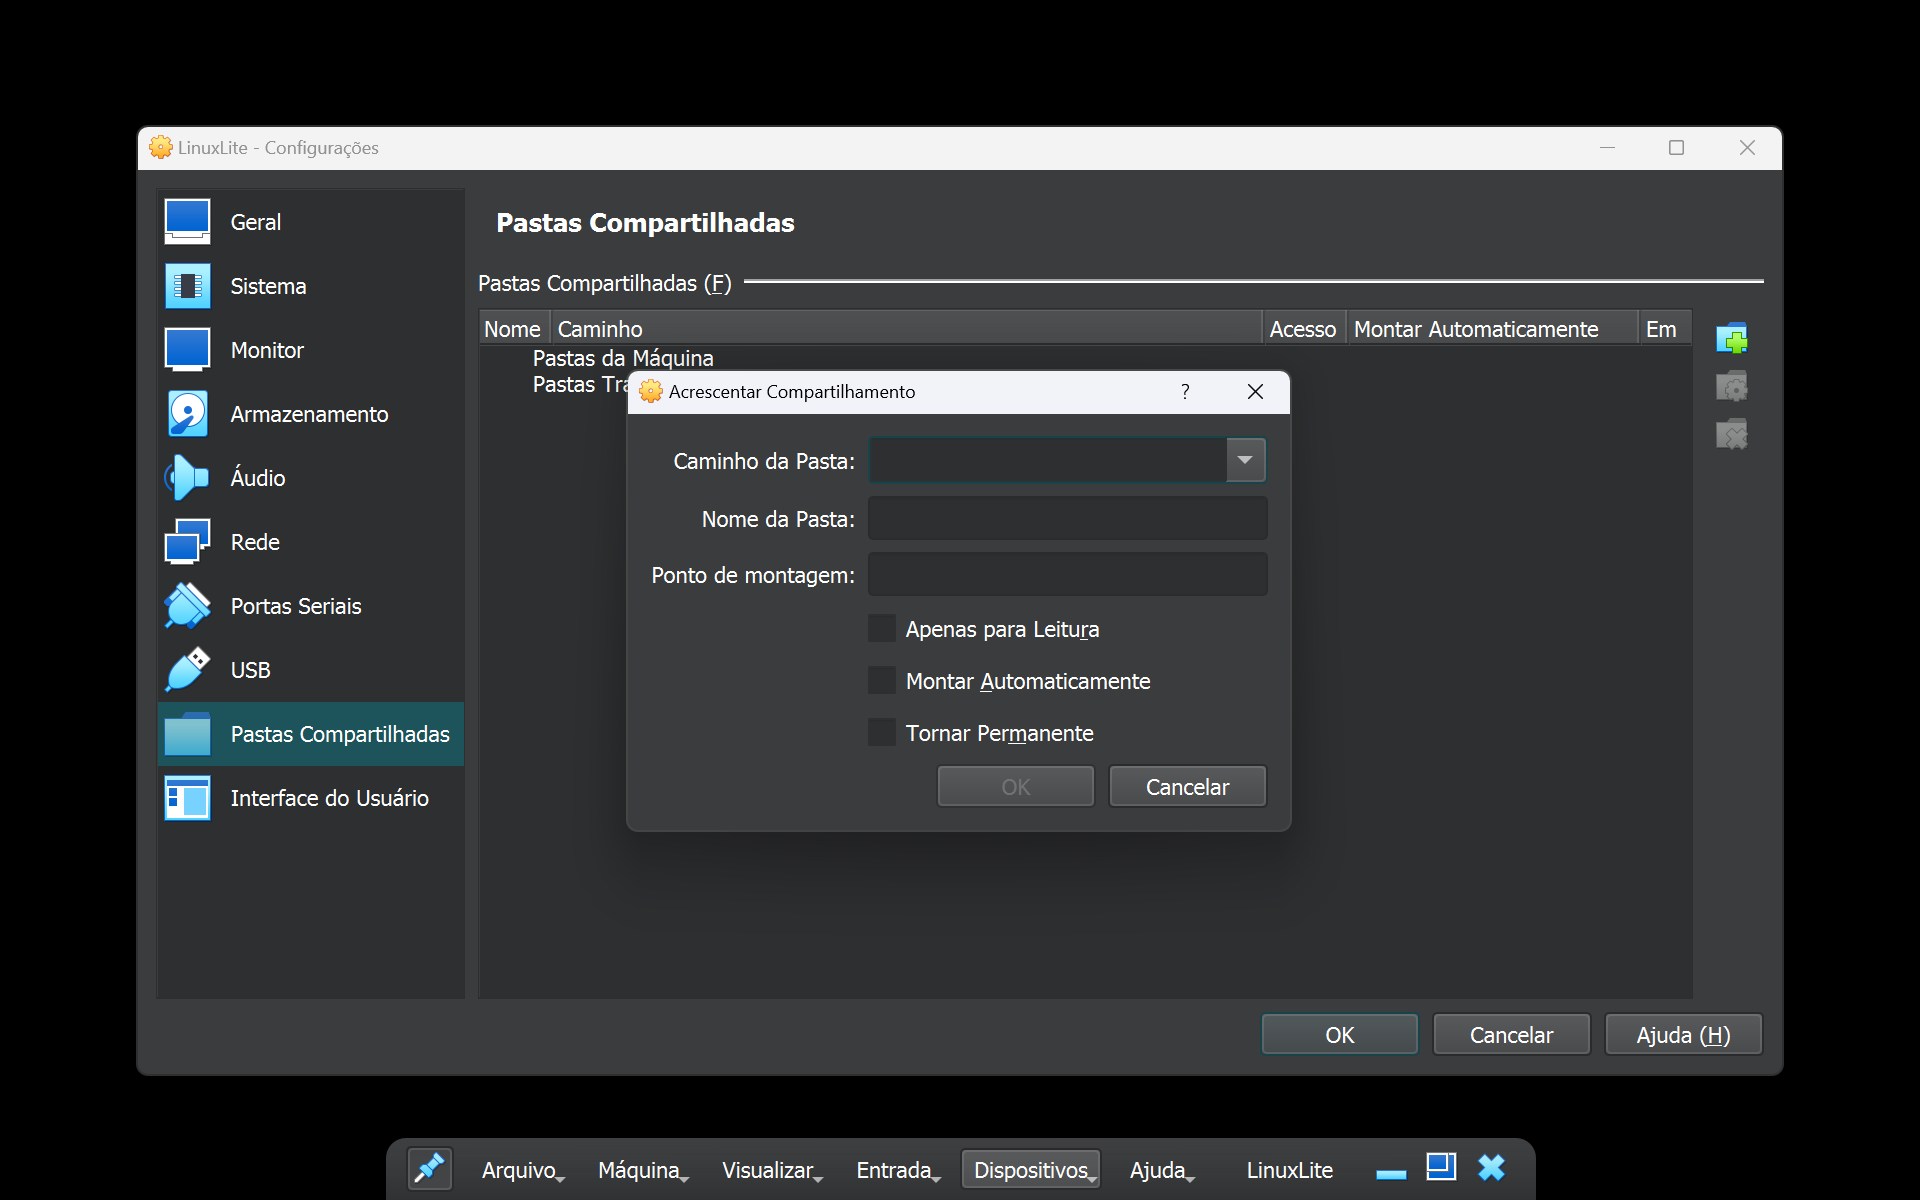 LinuxLite - Configurações
Geral
Sistema
Monitor
Armazenamento
Áudio
Rede
Portas Seriais
USB
Pastas Compartilhadas
Interface do Usuário
Pastas Compartilhadas
Pastas Compartilhadas (F)
Nome Caminho Acesso Montar Automaticamente Em
Pastas da Máquina
Pastas Tra
Acrescentar Compartilhamento ?
Caminho da Pasta:
Nome da Pasta:
Ponto de montagem:
Apenas para Leitura
Montar Automaticamente
Tornar Permanente
OK Cancelar
OK Cancelar Ajuda (H)
Arquivo Máquina Visualizar Entrada Dispositivos Ajuda LinuxLite